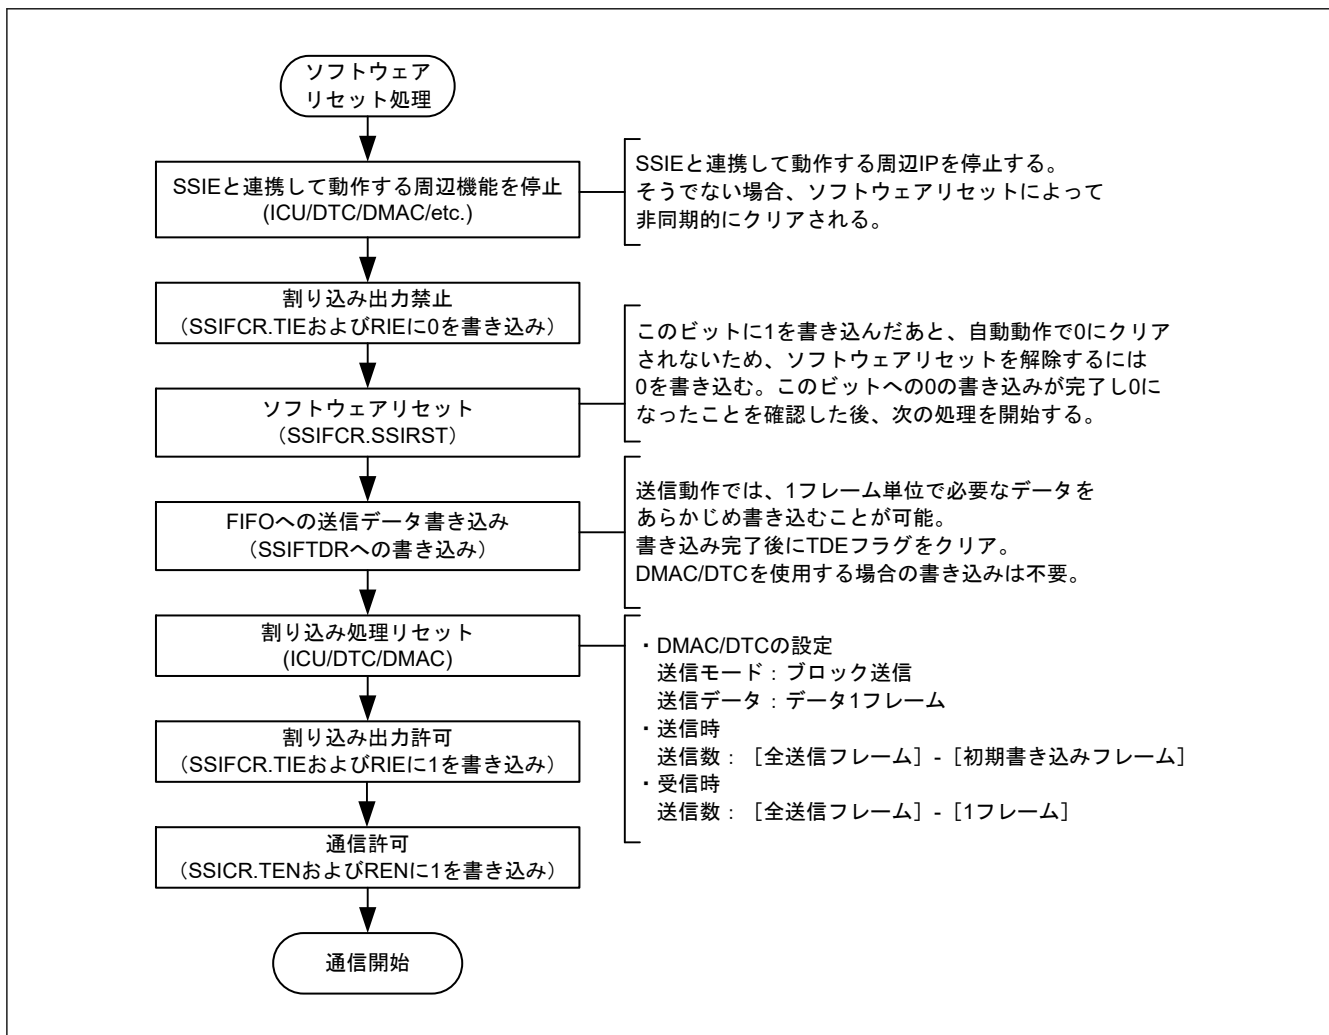 ソフトウェア
リセット処理
SSIEと連携して動作する周辺機能を停止
(ICU/DTC/DMAC/etc.)
SSIEと連携して動作する周辺IPを停止する。
そうでない場合、ソフトウェアリセットによって
非同期的にクリアされる。
割り込み出力禁止
（SSIFCR.TIEおよびRIEに0を書き込み）
ソフトウェアリセット
（SSIFCR.SSIRST）
このビットに1を書き込んだあと、自動動作で0にクリア
されないため、ソフトウェアリセットを解除するには
0を書き込む。このビットへの0の書き込みが完了し0に
なったことを確認した後、次の処理を開始する。
FIFOへの送信データ書き込み
（SSIFTDRへの書き込み）
送信動作では、1フレーム単位で必要なデータを
あらかじめ書き込むことが可能。
書き込み完了後にTDEフラグをクリア。
DMAC/DTCを使用する場合の書き込みは不要。
割り込み処理リセット
(ICU/DTC/DMAC)
・DMAC/DTCの設定
送信モード：ブロック送信
送信データ：データ1フレーム
・送信時
送信数：［全送信フレーム］-［初期書き込みフレーム］
・受信時
送信数：［全送信フレーム］-［1フレーム］
割り込み出力許可
（SSIFCR.TIEおよびRIEに1を書き込み）
通信許可
（SSICR.TENおよびRENに1を書き込み）
通信開始